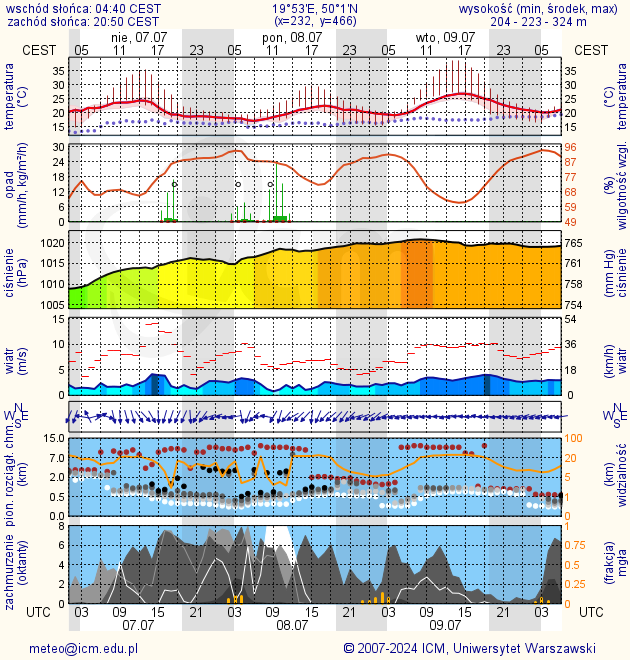 wschód słońca: 04:40 CEST 19°53'E, 50°1'N wysokość (min, środek, max)
zachód słońca: 20:50 CEST (x=232, y=466) 204 - 223 - 324 m
nie, 07.07 pon, 08.07 wto, 09.07
CEST 05 11 17 23 05 11 17 23 05 11 17 23 05 CEST
temperatura (°C) 35 30 25 20 15 35 30 25 20 15 (°C) temperatura
opad (mm/h, kg/m²/h) 30 24 18 12 6 0 96 87 77 68 59 49 (%) wilgotność wzgl.
ciśnienie (hPa) 1020 1015 1010 1005 765 761 758 754 (mm Hg) ciśnienie
wiatr (m/s) 15 10 5 0 54 36 18 0 (km/h) wiatr
N W E S N W E S
pion. rozciągł. chm. (km) 15.0 7.0 2.0 0.5 0.0 100 20 5 1 0 (km) widzialność
zachmurzenie (oktanty) 8 6 4 2 0 1 0.75 0.5 0.25 0 (frakcja) mgła
UTC 03 09 15 21 03 09 15 21 03 09 15 21 03 UTC
07.07 08.07 09.07
meteo@icm.edu.pl © 2007-2024 ICM, Uniwersytet Warszawski